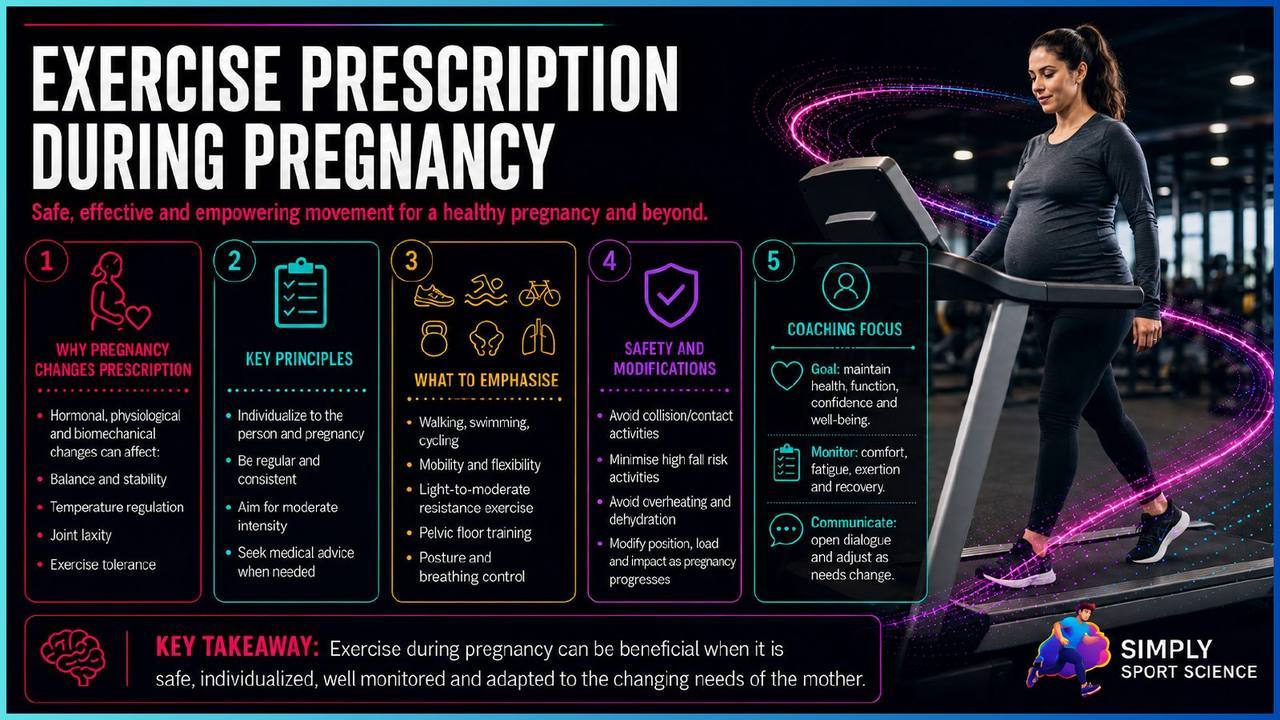 EXERCISE PRESCRIPTION
DURING PREGNANCY
Safe, effective and empowering movement for a healthy pregnancy and beyond.
1
WHY PREGNANCY
CHANGES PRESCRIPTION
• Hormonal, physiological
and biomechanical
changes can affect:
• Balance and stability
• Temperature regulation
• Joint laxity
• Exercise tolerance
2
KEY PRINCIPLES
• Individualize to the
person and pregnancy
• Be regular and
consistent
• Aim for moderate
intensity
• Seek medical advice
when needed
3
WHAT TO EMPHASISE
• Walking, swimming,
cycling
• Mobility and flexibility
• Light-to-moderate
resistance exercise
• Pelvic floor training
• Posture and
breathing control
4
SAFETY AND
MODIFICATIONS
• Avoid collision/contact
activities
• Minimise high fall risk
activities
• Avoid overheating and
dehydration
• Modify position, load
and impact as pregnancy
progresses
5
COACHING FOCUS
Goal: maintain
health, function,
confidence and
well-being.
Monitor: comfort,
fatigue, exertion
and recovery.
Communicate:
open dialogue
and adjust as
needs change.
KEY TAKEAWAY: Exercise during pregnancy can be beneficial when it is
safe, individualized, well monitored and adapted to the changing needs of the mother.
SIMPLY
SPORT SCIENCE